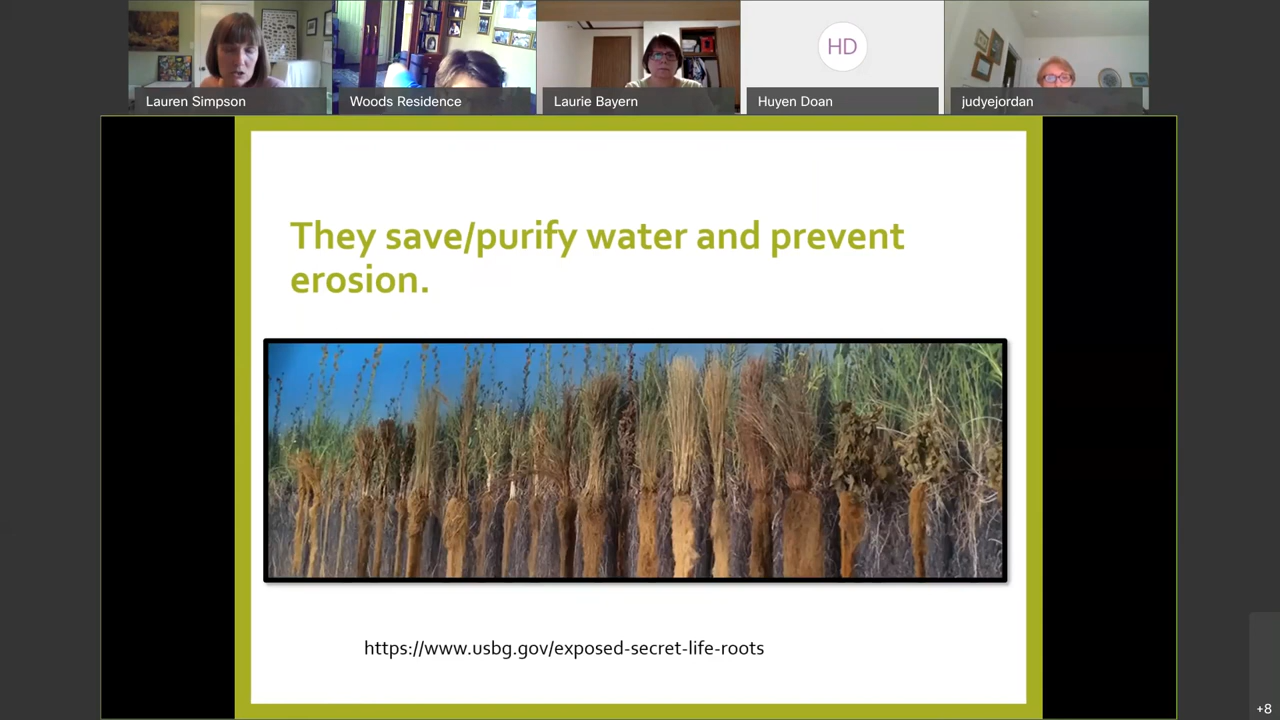 Lauren Simpson
Woods Residence
Laurie Bayern
HD
Huyen Doan
judyejordan
They save/purify water and prevent
erosion.
https://www.usbg.gov/exposed-secret-life-roots
+8